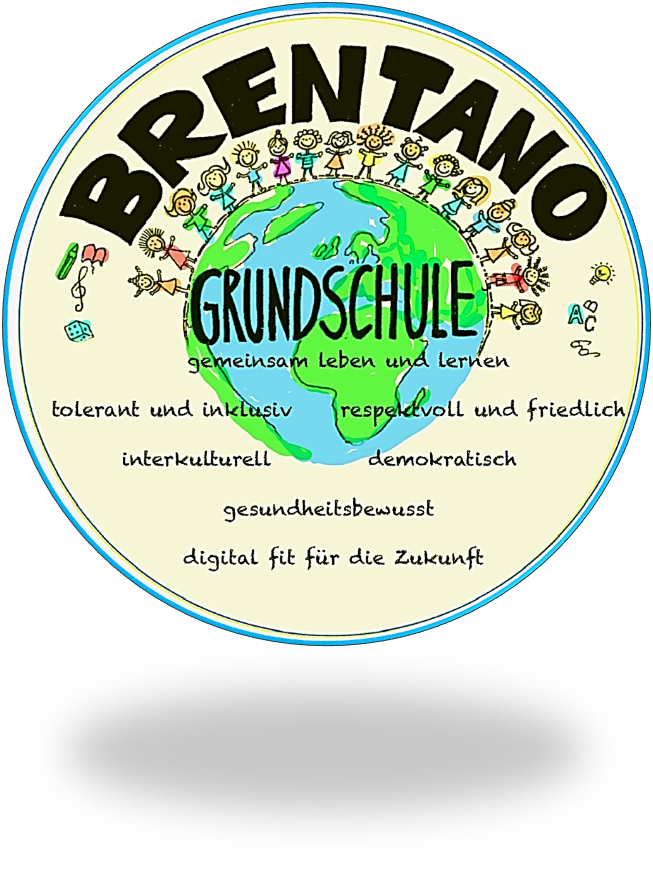 BRENTANO
GRUNDSCHULE
gemeinsam leben und lernen
tolerant und inklusiv respektvoll und friedlich
interkulturell demokratisch
gesundheitsbewusst
digital fit für die Zukunft
A B C